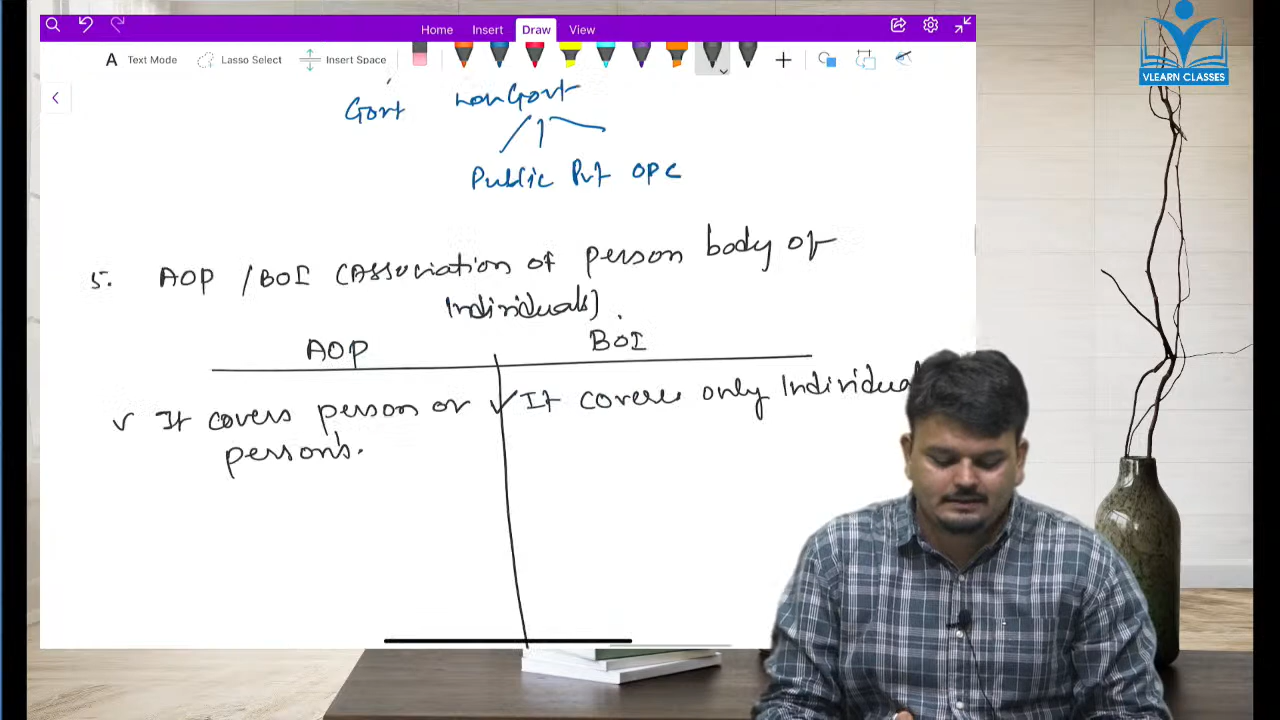 VLEARN CLASSES
Home Insert Draw View
A Text Mode Lasso Select Insert Space
Govt nonGovt
Public Pvt OPC
5. AOP /BOI (Association of person body of
Individuals)
AOP BOI
✓ It covers person or ✓ It covers only Individual
persons.